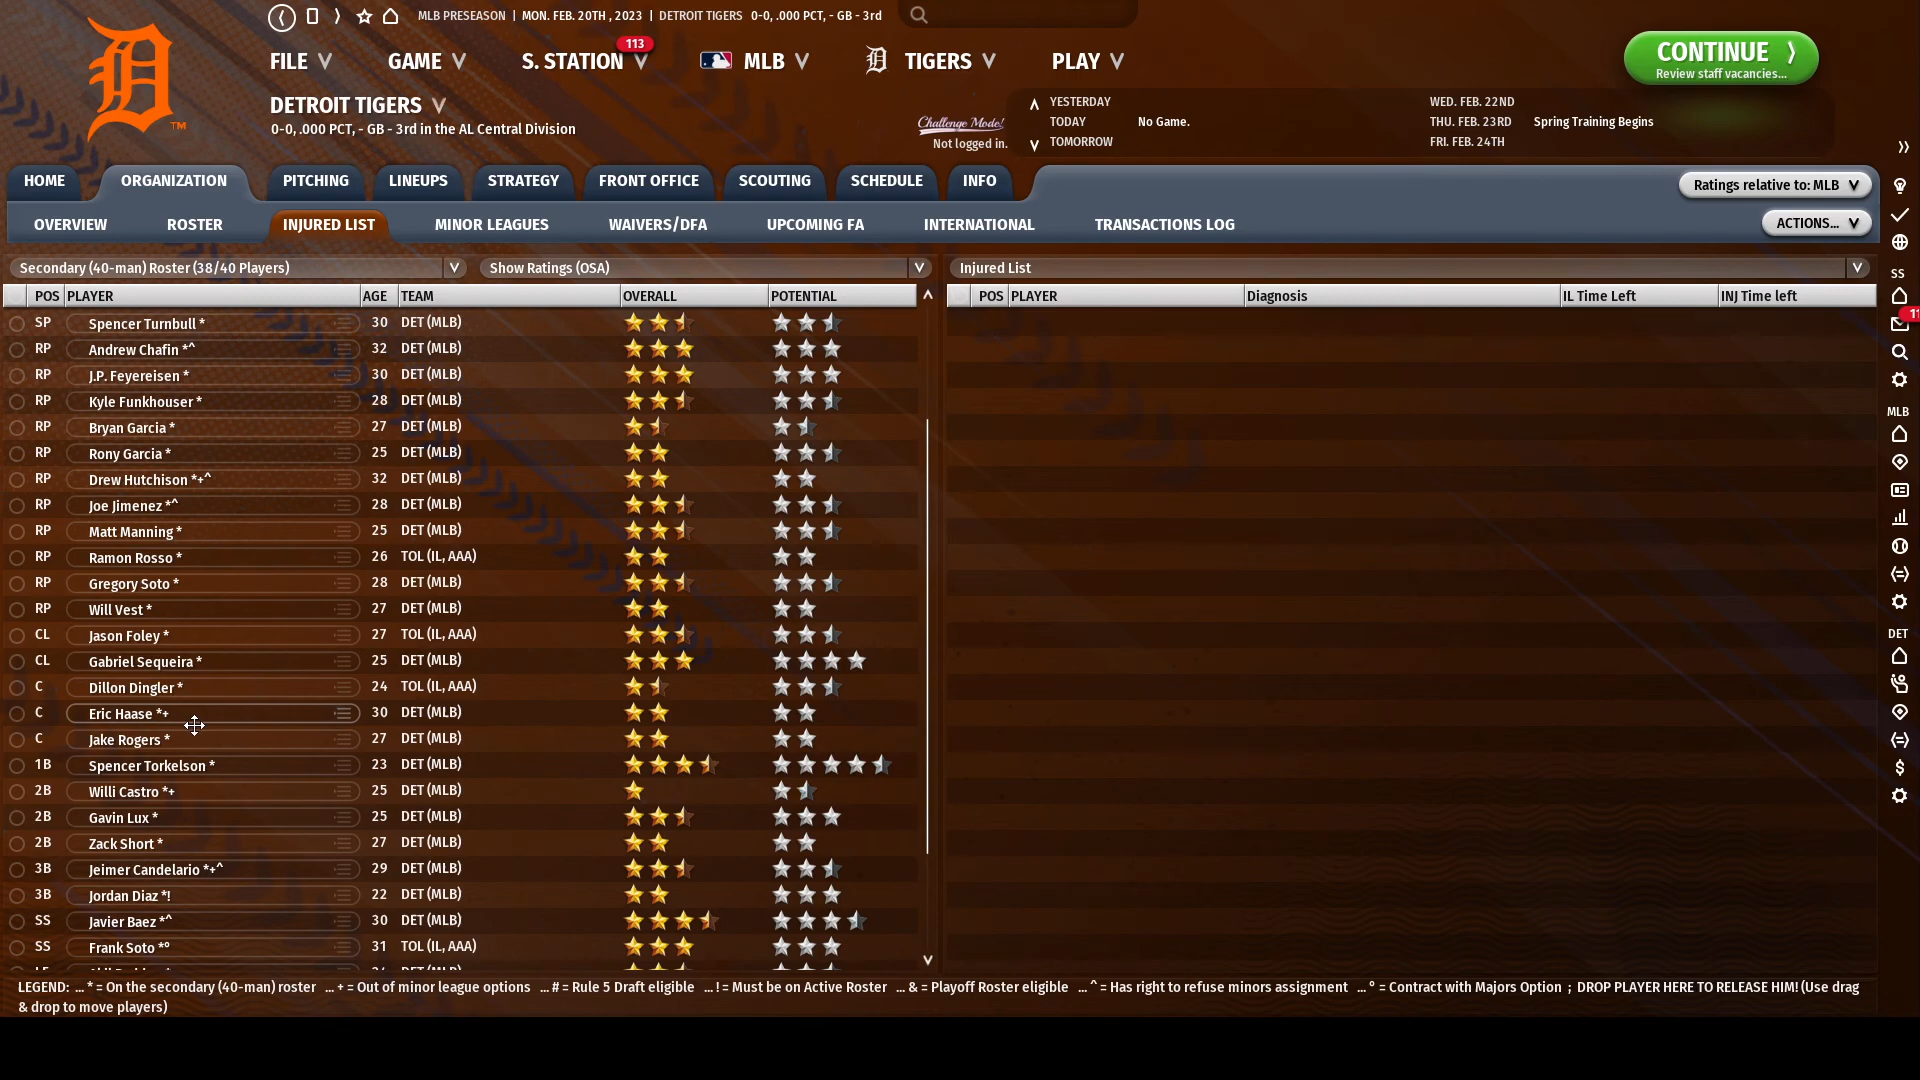 MLB PRESEASON | MON. FEB. 20TH , 2023 | DETROIT TIGERS 0-0, .000 PCT, - GB - 3rd
FILE GAME S. STATION 113 MLB TIGERS PLAY
CONTINUE
Review staff vacancies...
DETROIT TIGERS
0-0, .000 PCT, - GB - 3rd in the AL Central Division
Challenge Mode!
Not logged in.
YESTERDAY
TODAY No Game.
TOMORROW
WED. FEB. 22ND
THU. FEB. 23RD Spring Training Begins
FRI. FEB. 24TH
HOME ORGANIZATION PITCHING LINEUPS STRATEGY FRONT OFFICE SCOUTING SCHEDULE INFO Ratings relative to: MLB
OVERVIEW ROSTER INJURED LIST MINOR LEAGUES WAIVERS/DFA UPCOMING FA INTERNATIONAL TRANSACTIONS LOG ACTIONS...
Secondary (40-man) Roster (38/40 Players) Show Ratings (OSA) Injured List
POS PLAYER AGE TEAM OVERALL POTENTIAL POS PLAYER Diagnosis IL Time Left INJ Time left
SP Spencer Turnbull * 30 DET (MLB)
RP Andrew Chafin *^ 32 DET (MLB)
RP J.P. Feyereisen * 30 DET (MLB)
RP Kyle Funkhouser * 28 DET (MLB)
RP Bryan Garcia * 27 DET (MLB)
RP Rony Garcia * 25 DET (MLB)
RP Drew Hutchison *+^ 32 DET (MLB)
RP Joe Jimenez *^ 28 DET (MLB)
RP Matt Manning * 25 DET (MLB)
RP Ramon Rosso * 26 TOL (IL, AAA)
RP Gregory Soto * 28 DET (MLB)
RP Will Vest * 27 DET (MLB)
CL Jason Foley * 27 TOL (IL, AAA)
CL Gabriel Sequeira * 25 DET (MLB)
C Dillon Dingler * 24 TOL (IL, AAA)
C Eric Haase *+ 30 DET (MLB)
C Jake Rogers * 27 DET (MLB)
1B Spencer Torkelson * 23 DET (MLB)
2B Willi Castro *+ 25 DET (MLB)
2B Gavin Lux * 25 DET (MLB)
2B Zack Short * 27 DET (MLB)
3B Jeimer Candelario *+^ 29 DET (MLB)
3B Jordan Diaz *! 22 DET (MLB)
SS Javier Baez *^ 30 DET (MLB)
SS Frank Soto *° 31 TOL (IL, AAA)
LEGEND: ... * = On the secondary (40-man) roster ... + = Out of minor league options ... # = Rule 5 Draft eligible ... ! = Must be on Active Roster ... & = Playoff Roster eligible ... ^ = Has right to refuse minors assignment ... ° = Contract with Majors Option ; DROP PLAYER HERE TO RELEASE HIM! (Use drag
& drop to move players)
SS
11
MLB
DET